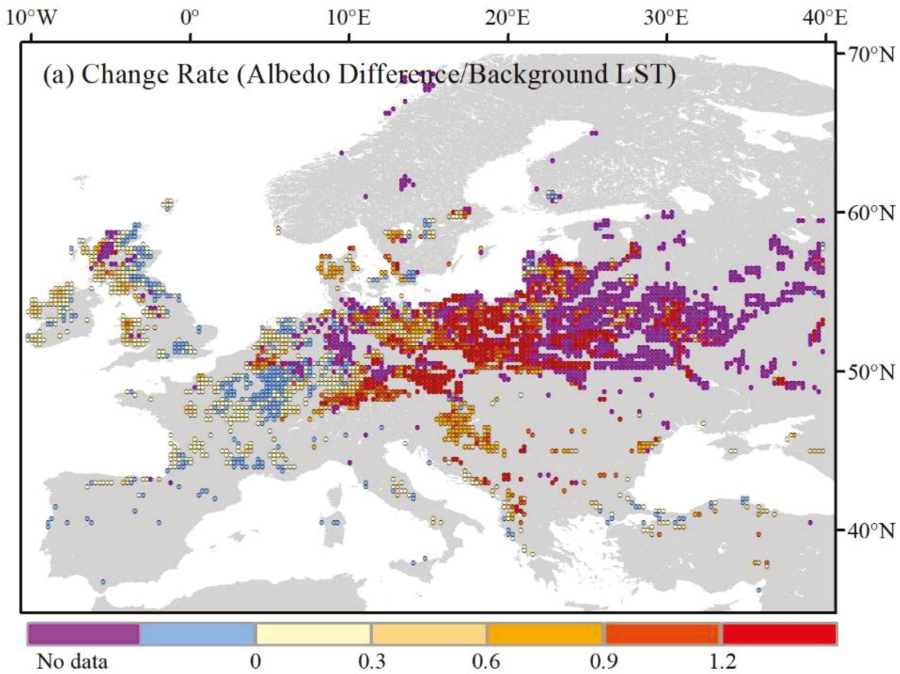 10°W 0° 10°E 20°E 30°E 40°E
70°N
(a) Change Rate (Albedo Difference/Background LST)
60°N
50°N
40°N
No data 0 0.3 0.6 0.9 1.2